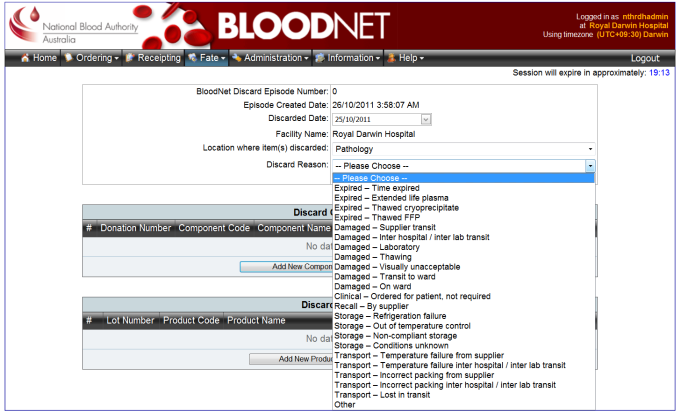 National Blood Authority
Australia
BLOODNET
Logged in as nthrdhadmin
at Royal Darwin Hospital
Using timezone (UTC+09:30) Darwin
Home Ordering Receipting Fate Administration Information Help Logout
Session will expire in approximately: 19:13
BloodNet Discard Episode Number: 0
Episode Created Date: 26/10/2011 3:58:07 AM
Discarded Date: 25/10/2011
Facility Name: Royal Darwin Hospital
Location where item(s) discarded: Pathology
Discard Reason: -- Please Choose --
-- Please Choose --
Expired – Time expired
Expired – Extended life plasma
Expired – Thawed cryoprecipitate
Expired – Thawed FFP
Damaged – Supplier transit
Damaged – Inter hospital / inter lab transit
Damaged – Laboratory
Damaged – Thawing
Damaged – Visually unacceptable
Damaged – Transit to ward
Damaged – On ward
Clinical – Ordered for patient, not required
Recall – By supplier
Storage – Refrigeration failure
Storage – Out of temperature control
Storage – Non-compliant storage
Storage – Conditions unknown
Transport – Temperature failure from supplier
Transport – Temperature failure inter hospital / inter lab transit
Transport – Incorrect packing from supplier
Transport – Incorrect packing inter hospital / inter lab transit
Transport – Lost in transit
Other
Discard
# Donation Number Component Code Component Name
No dat
Add New Compon
Discard
# Lot Number Product Code Product Name
No dat
Add New Produ